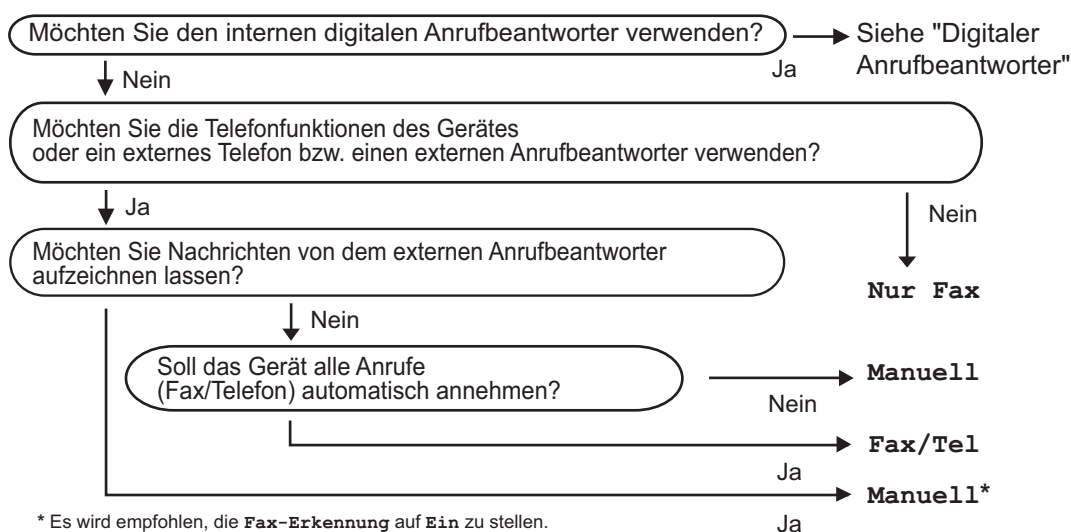 Möchten Sie den internen digitalen Anrufbeantworter verwenden?
Siehe "Digitaler
Anrufbeantworter"
Ja
Nein
Möchten Sie die Telefonfunktionen des Gerätes
oder ein externes Telefon bzw. einen externen Anrufbeantworter verwenden?
Ja
Nein
Möchten Sie Nachrichten von dem externen Anrufbeantworter
aufzeichnen lassen?
Nur Fax
Nein
Soll das Gerät alle Anrufe
(Fax/Telefon) automatisch annehmen?
Manuell
Nein
Fax/Tel
Ja
Manuell*
Ja
* Es wird empfohlen, die Fax-Erkennung auf Ein zu stellen.